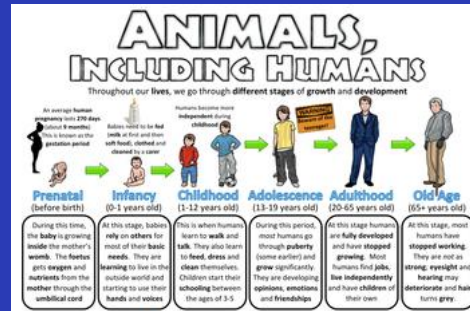 ANIMALS,
INCLUDING HUMANS
Throughout our lives, we go through different stages of growth and development
An average human
pregnancy lasts 270 days
(about 9 months)
This is known as the
gestation period
Babies need to be fed
(milk at first and then
soft food), clothed and
cleaned by a carer
Humans become more
independent during
childhood
WARNING!
Beware of the
teenager!
Prenatal
(before birth)
During this time,
the baby is growing
inside the mother's
womb. The foetus
gets oxygen and
nutrients from the
mother through the
umbilical cord
Infancy
(0-1 years old)
At this stage, babies
rely on others for
most of their basic
needs. They are
learning to live in the
outside world and
starting to use their
hands and voices
Childhood
(1-12 years old)
This is when humans
learn to walk and
talk. They also learn
to feed, dress and
clean themselves.
Children start their
schooling between
the ages of 3-5
Adolescence
(13-19 years old)
During this period,
most humans go
through puberty
(some earlier) and
grow significantly.
They are developing
opinions, emotions
and friendships
Adulthood
(20-65 years old)
At this stage humans
are fully developed
and have stopped
growing. Most
humans find jobs,
live independently
and have children of
their own
Old Age
(65+ years old)
At this stage, most
humans have
stopped working.
They are not as
strong, eyesight and
hearing may
deteriorate and hair
turns grey.